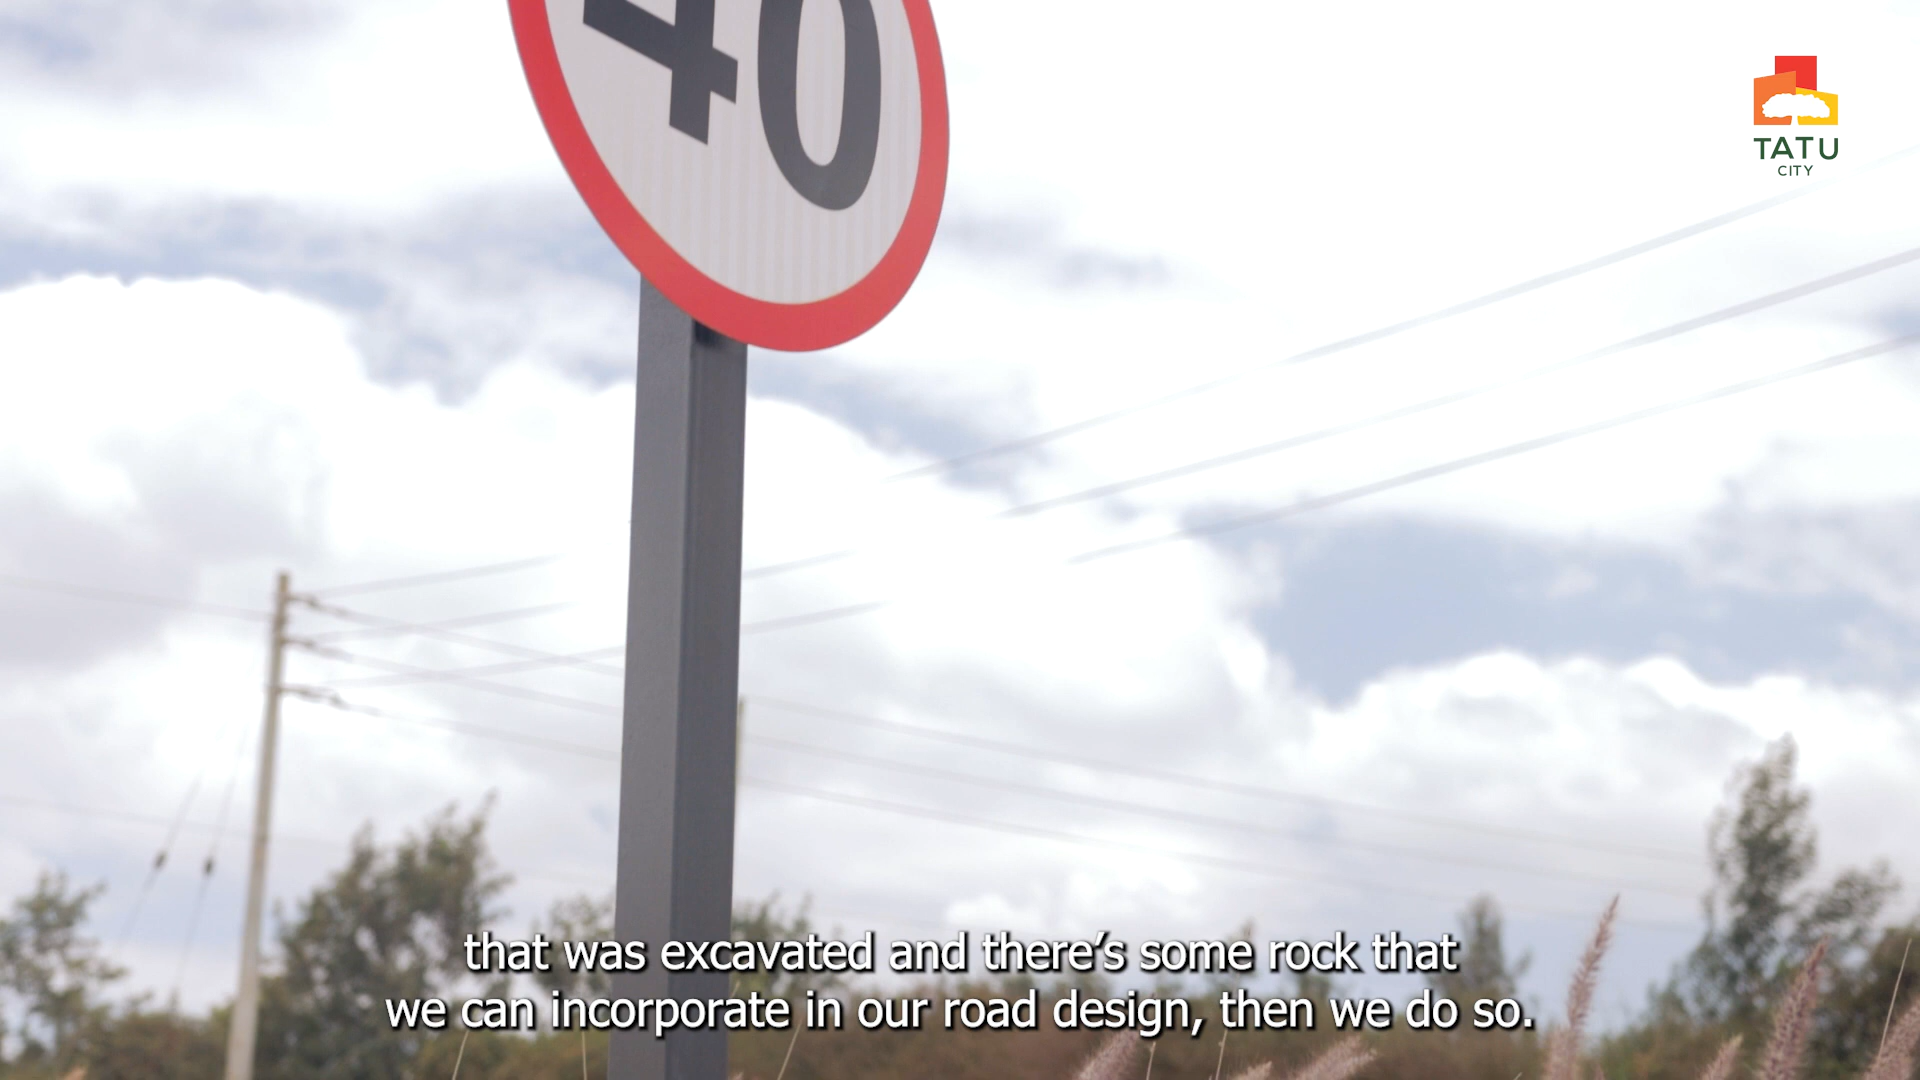 40
TATU
CITY
that was excavated and there’s some rock that
we can incorporate in our road design, then we do so.